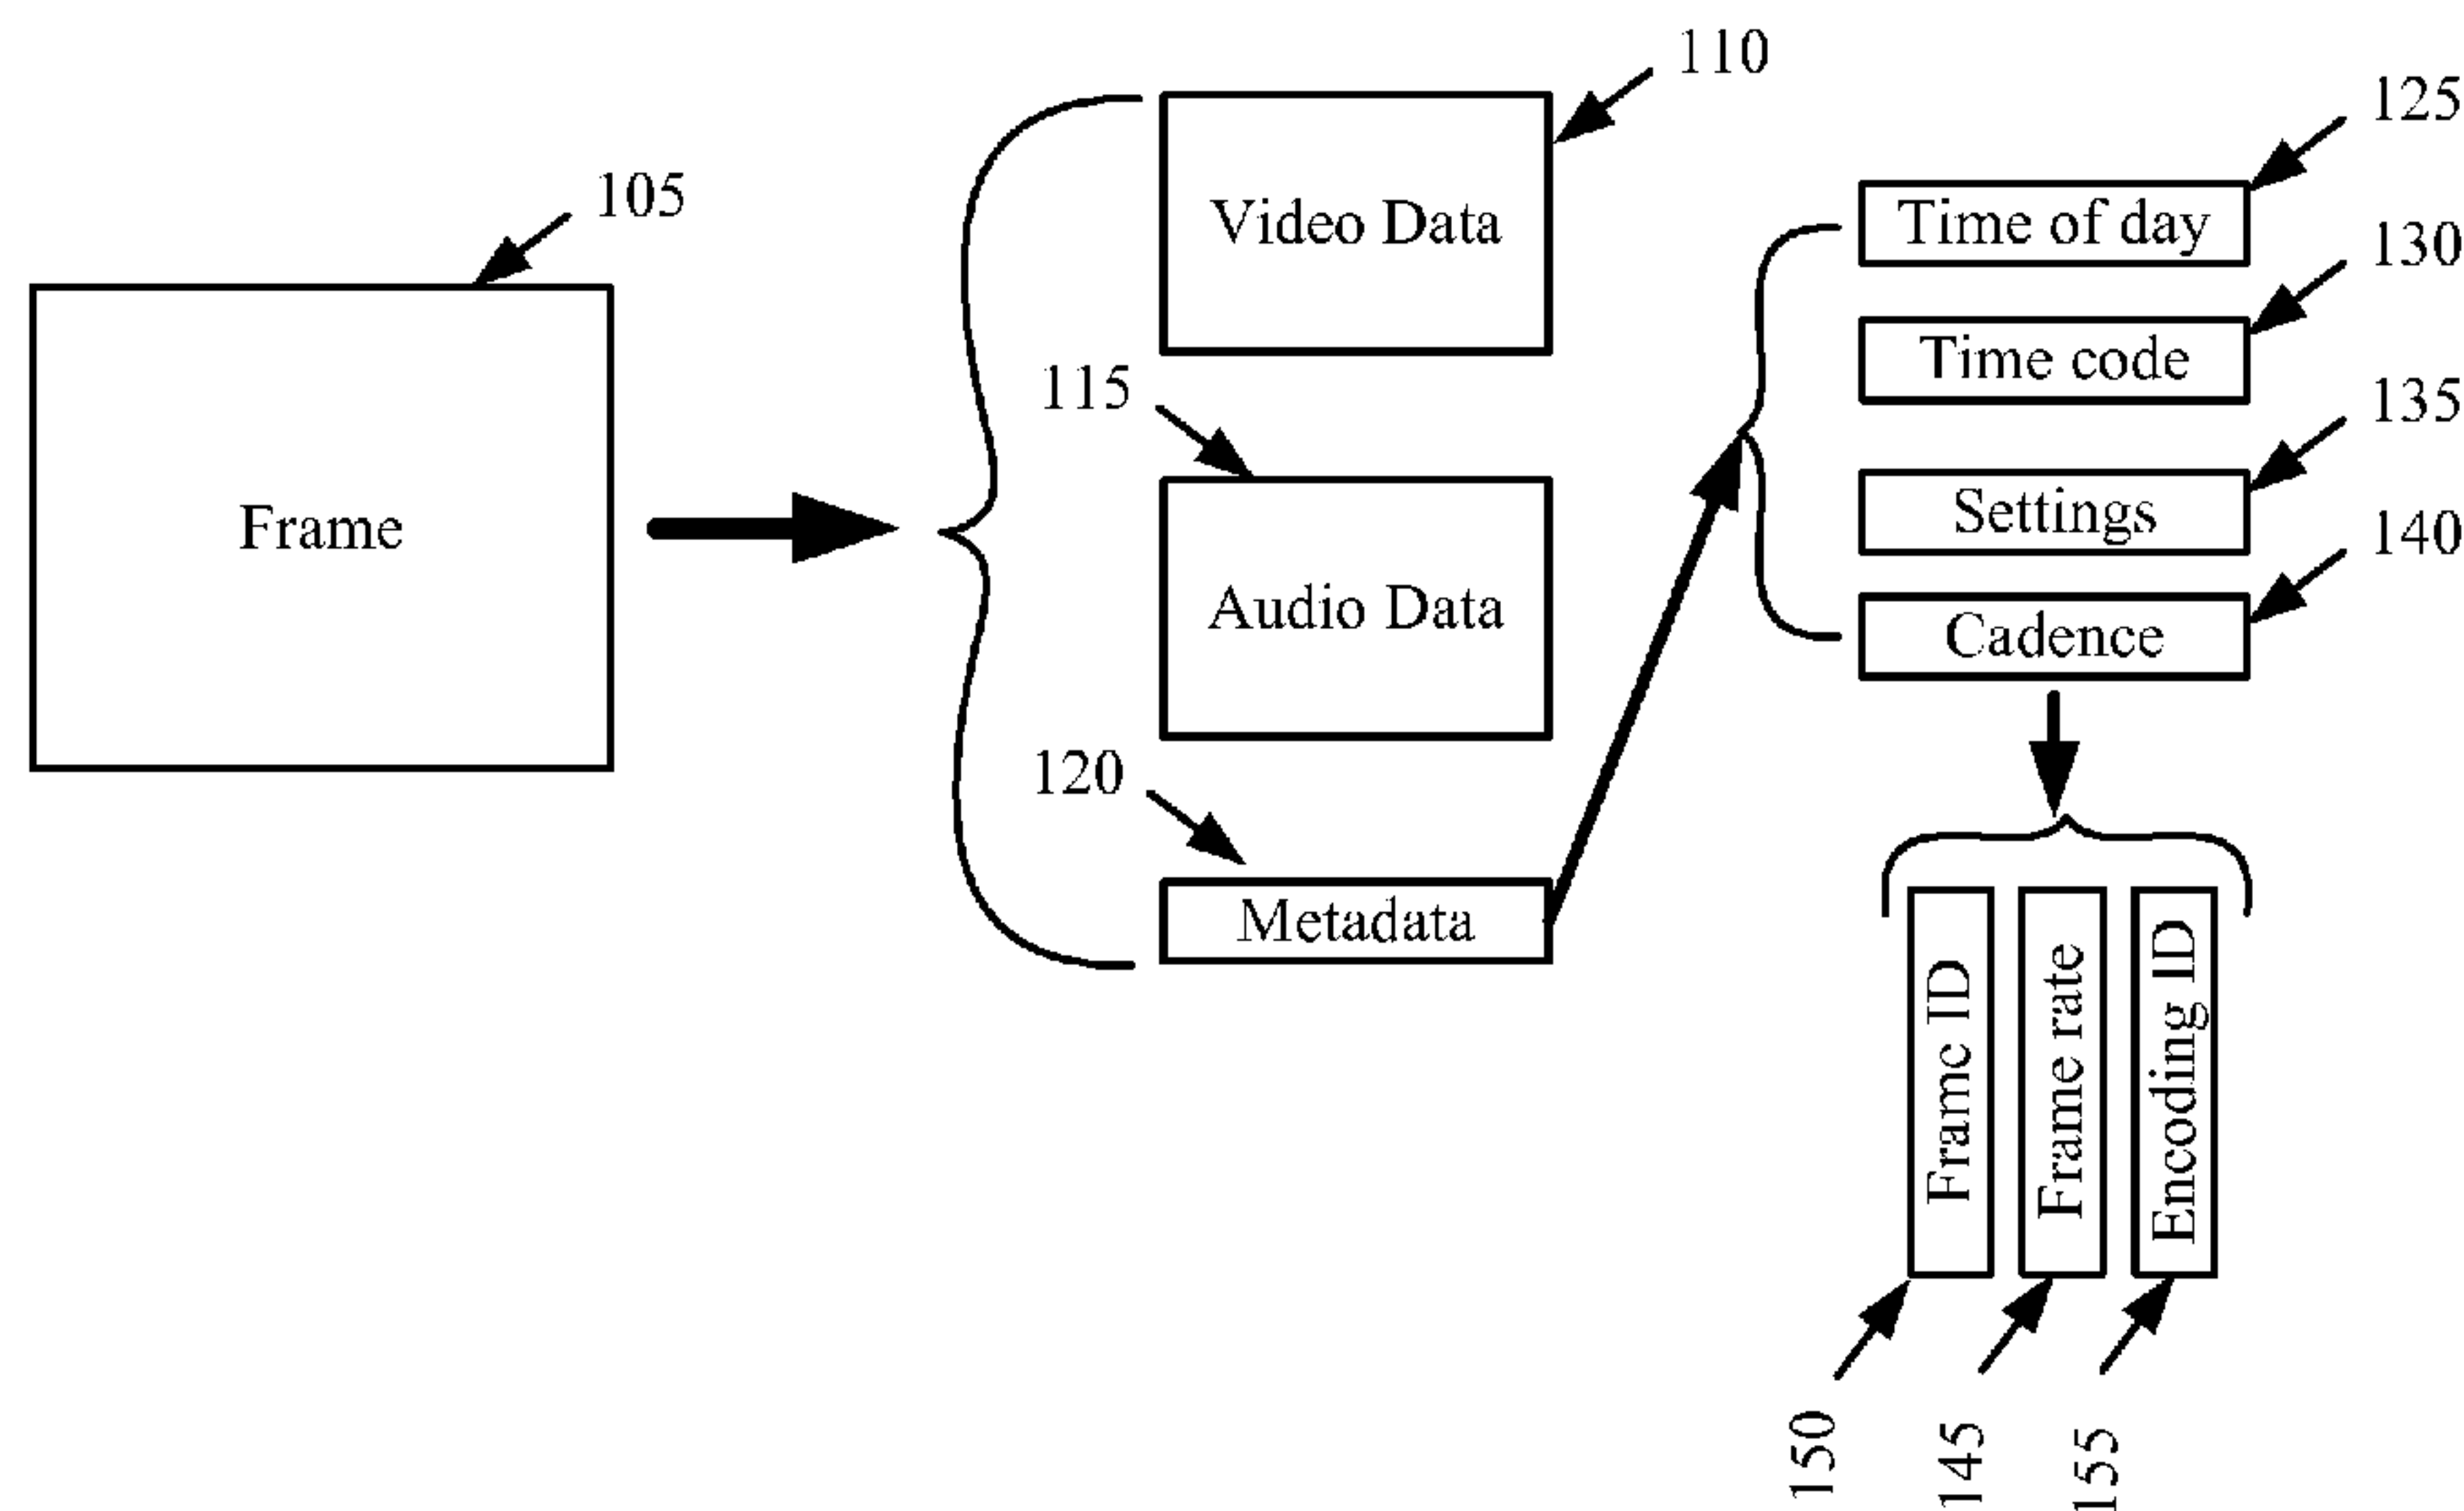 105
Frame
110
Video Data
115
Audio Data
120
Metadata
125
Time of day
130
Time code
135
Settings
140
Cadence
Frame ID
Frame rate
Encoding ID
150
145
155